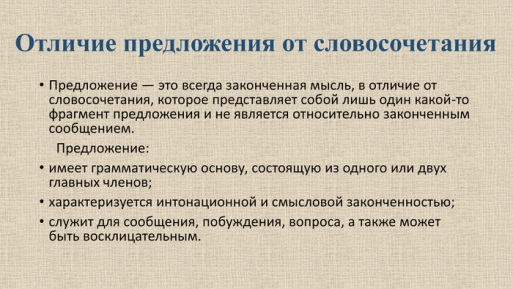 Отличие предложения от словосочетания
• Предложение — это всегда законченная мысль, в отличие от
словосочетания, которое представляет собой лишь один какой-то
фрагмент предложения и не является относительно законченным
сообщением.
Предложение:
• имеет грамматическую основу, состоящую из одного или двух
главных членов;
• характеризуется интонационной и смысловой законченностью;
• служит для сообщения, побуждения, вопроса, а также может
быть восклицательным.